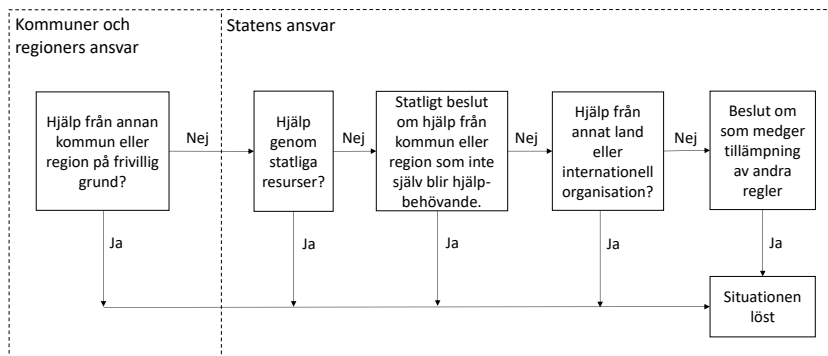 Kommuner och
regioners ansvar
Statens ansvar
Hjälp från annan
kommun eller
region på frivillig
grund?
Nej
Hjälp
genom
statliga
resurser?
Nej
Statligt beslut
om hjälp från
kommun eller
region som inte
själv blir hjälp-
behövande.
Nej
Hjälp från
annat land
eller
internationell
organisation?
Nej
Beslut om
som medger
tillämpning
av andra
regler
Ja
Ja
Ja
Ja
Ja
Situationen
löst